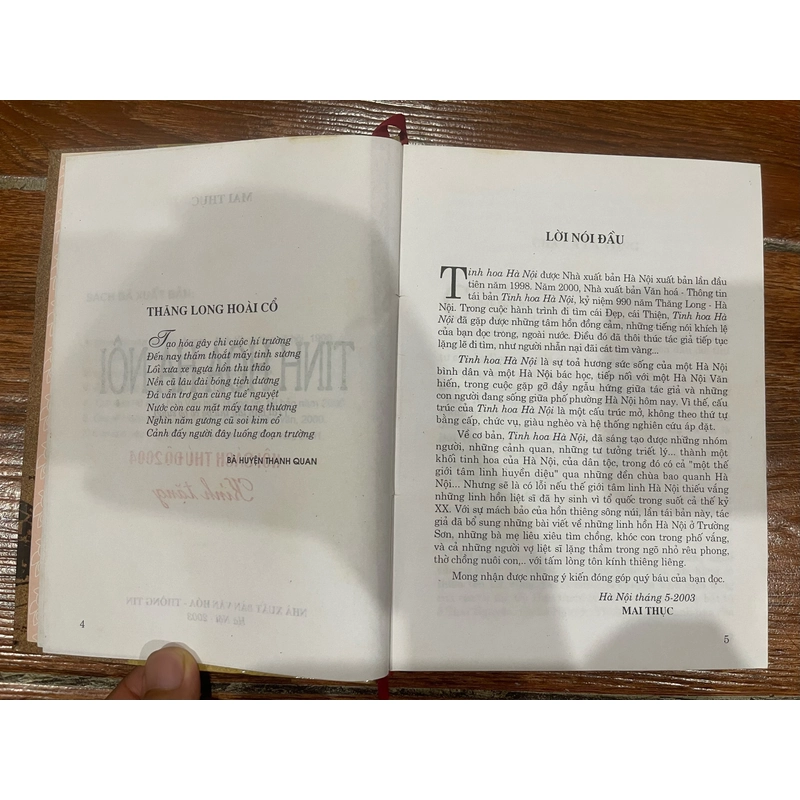 THĂNG LONG HOÀI CỔ
Tạo hóa gây chi cuộc hí trường
Đến nay thấm thoắt mấy tinh sương
Lối xưa xe ngựa hồn thu thảo
Nền cũ lâu đài bóng tịch dương
Đá vẫn trơ gan cùng tuế nguyệt
Nước còn cau mặt mấy tang thương
Nghìn năm gương cũ soi kim cổ
Cảnh đấy người đây luống đoạn trường
BÀ HUYỆN THANH QUAN
4
LỜI NÓI ĐẦU
Tinh hoa Hà Nội được Nhà xuất bản Hà Nội xuất bản lần đầu
tiên năm 1998. Năm 2000, Nhà xuất bản Văn hoá - Thông tin
tái bản Tinh hoa Hà Nội, kỷ niệm 990 năm Thăng Long - Hà
Nội. Trong cuộc hành trình đi tìm cái Đẹp, cái Thiện, Tinh hoa Hà
Nội đã gặp được những tâm hồn đồng cảm, những tiếng nói khích lệ
của bạn đọc trong, ngoài nước. Điều đó đã thôi thúc tác giả tiếp tục
lặng lẽ đi tìm, như người nhẫn nại đãi cát tìm vàng...
Tinh hoa Hà Nội là sự toả hương sức sống của một Hà Nội
bình dân và một Hà Nội bác học, tiếp nối với một Hà Nội Văn
hiến, trong cuộc gặp gỡ đầy ngẫu hứng giữa tác giả và những
con người đang sống giữa phố phường Hà Nội hôm nay. Vì thế, cấu
trúc của Tinh hoa Hà Nội là một cấu trúc mở, không theo thứ tự
bằng cấp, chức vụ, giàu nghèo và hệ thống nghiên cứu áp đặt.
Về cơ bản, Tinh hoa Hà Nội, đã sáng tạo được những nhóm
người, những cảnh quan, những tư tưởng triết lý... thành một
khối tinh hoa của Hà Nội, của dân tộc, trong đó có cả "một thế
giới tâm linh huyền diệu" qua những đền chùa bao quanh Hà
Nội... Nhưng sẽ là có lỗi nếu thế giới tâm linh Hà Nội thiếu vắng
những linh hồn liệt sĩ đã hy sinh vì tổ quốc trong suốt cả thế kỷ
XX. Với sự mách bảo của hồn thiêng sông núi, lần tái bản này, tác
giả đã bổ sung những bài viết về những linh hồn Hà Nội ở Trường
Sơn, những bà mẹ liêu xiêu tìm chồng, khóc con trong phố vắng,
và cả những người vợ liệt sĩ lặng thầm trong ngõ nhỏ rêu phong,
thờ chồng nuôi con,.. với tấm lòng tôn kính thiêng liêng.
Mong nhận được những ý kiến đóng góp quý báu của bạn đọc.
Hà Nội tháng 5-2003
MAI THỤC
5